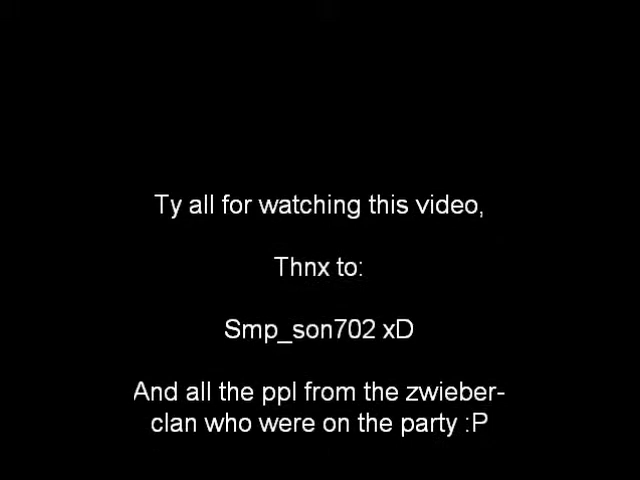 Ty all for watching this video,
Thnx to:
Smp_son702 xD
And all the ppl from the zwieber-
clan who were on the party :P